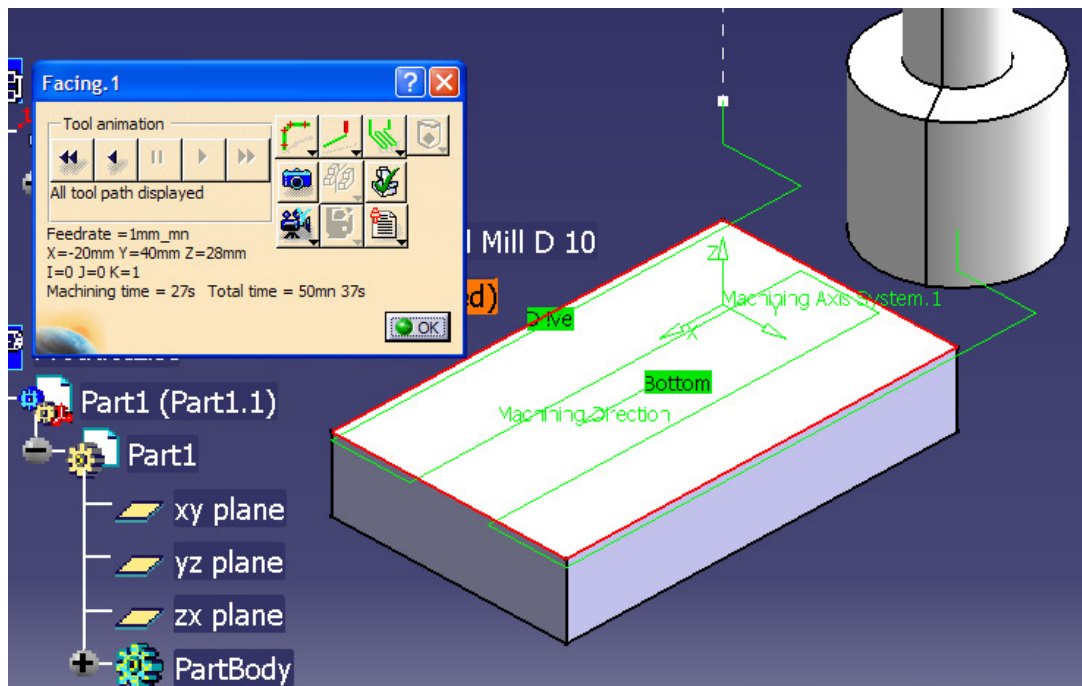 Facing.1
Tool animation
All tool path displayed
Feedrate =1mm_mn
X=-20mm Y=40mm Z=28mm
I=0 J=0 K=1
Machining time = 27s Total time = 50mn 37s
OK
Mill D 10
ed)
Drive
Z
Machining Axis System.1
Y
X
Bottom
Machining Direction
Part1 (Part1.1)
Part1
xy plane
yz plane
zx plane
PartBody